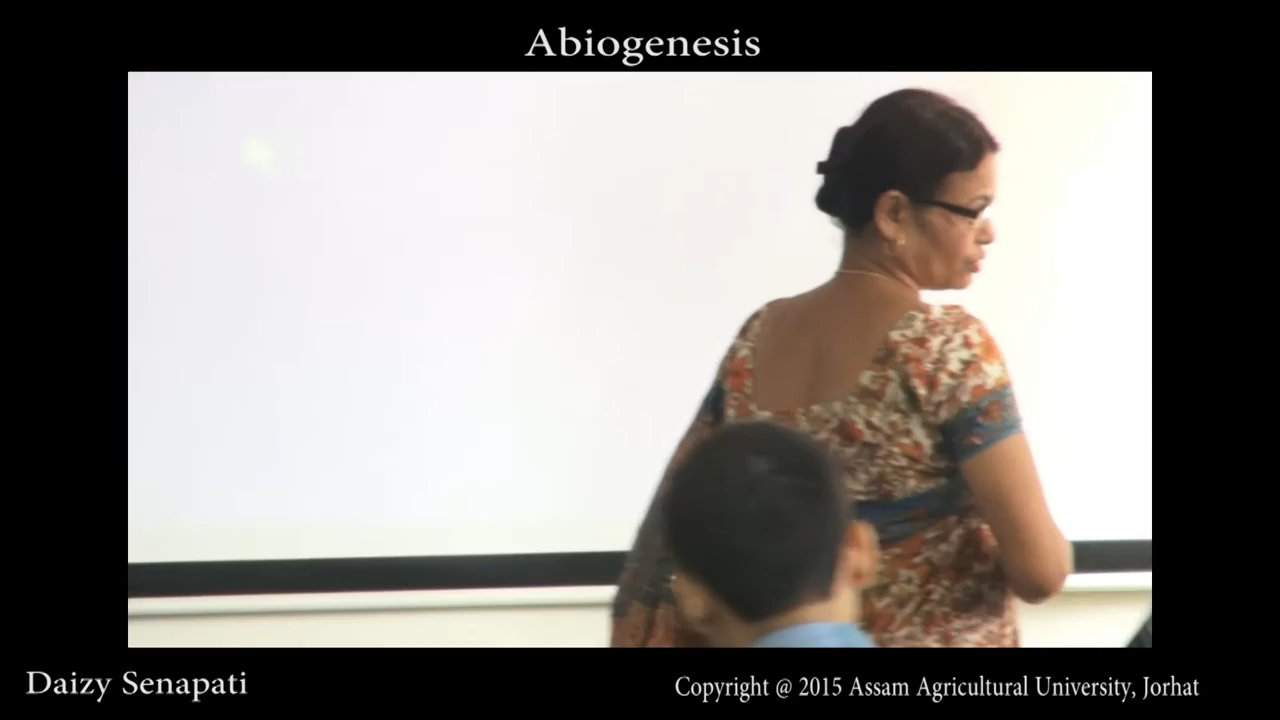 Abiogenesis
Daizy Senapati
Copyright @ 2015 Assam Agricultural University, Jorhat